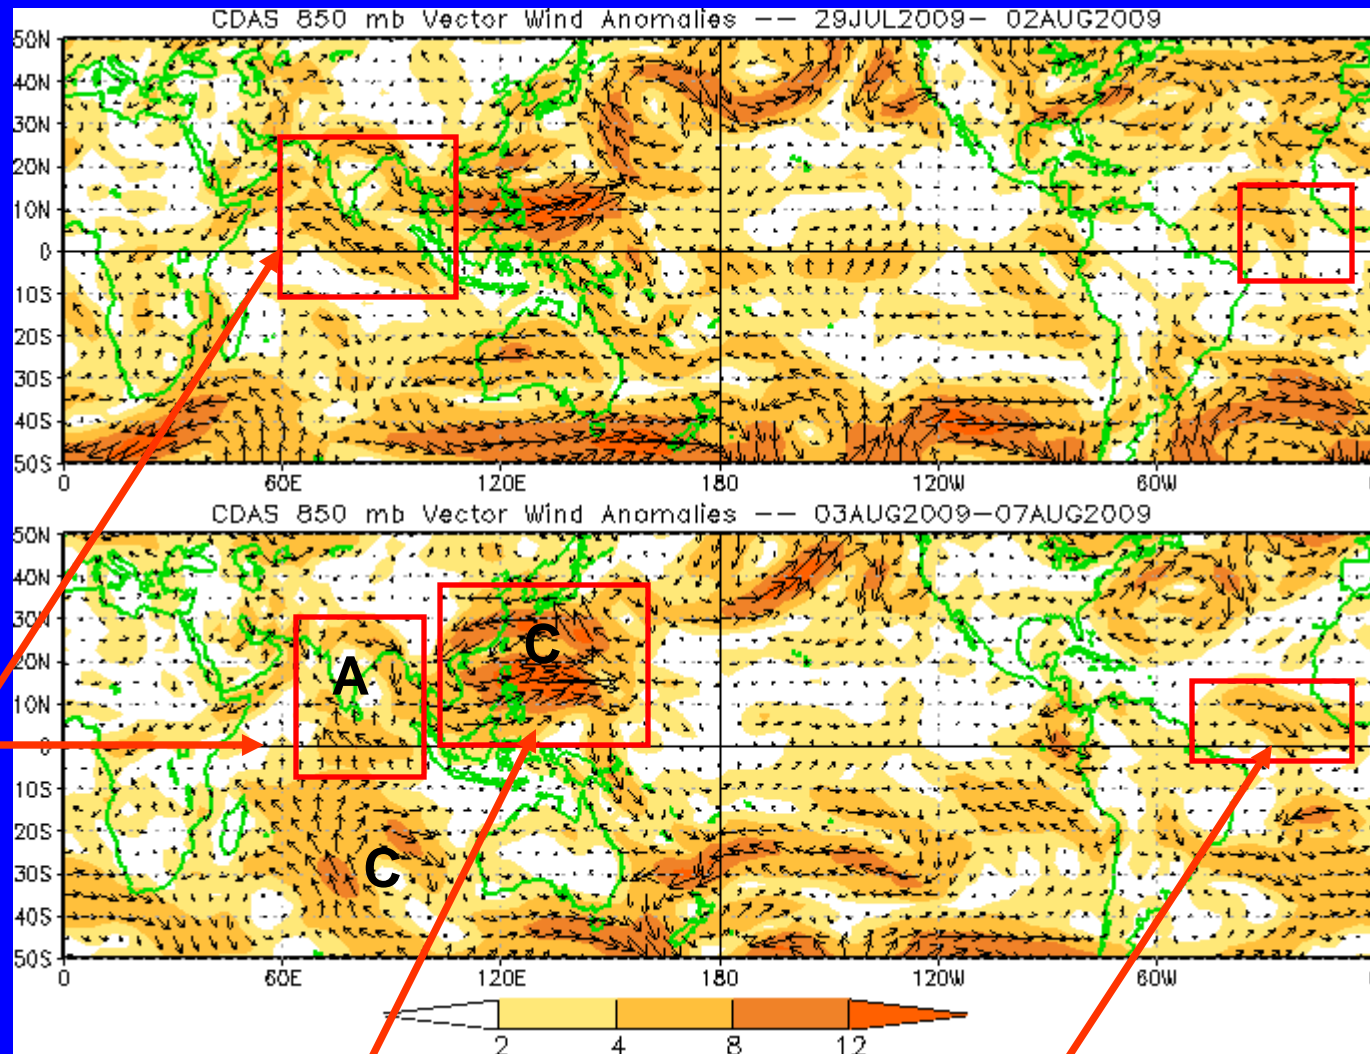 CDAS 850 mb Vector Wind Anomalies -- 29JUL2009- 02AUG2009
50N
40N
30N
20N
10N
0
10S
20S
30S
40S
50S
0 60E 120E 180 120W 60W
CDAS 850 mb Vector Wind Anomalies -- 03AUG2009-07AUG2009
50N
40N
30N
C
20N
A
10N
0
10S
20S
C
30S
40S
50S
0 60E 120E 180 120W 60W
2 4 8 12